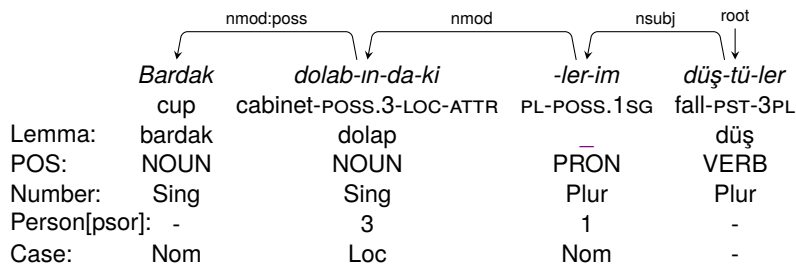 nmod:poss nmod nsubj root
Bardak dolab-ın-da-ki -ler-im düş-tü-ler
cup cabinet-POSS.3-LOC-ATTR PL-POSS.1SG fall-PST-3PL
Lemma: bardak dolap _ düş
POS: NOUN NOUN PRON VERB
Number: Sing Sing Plur Plur
Person[psor]: - 3 1 -
Case: Nom Loc Nom -